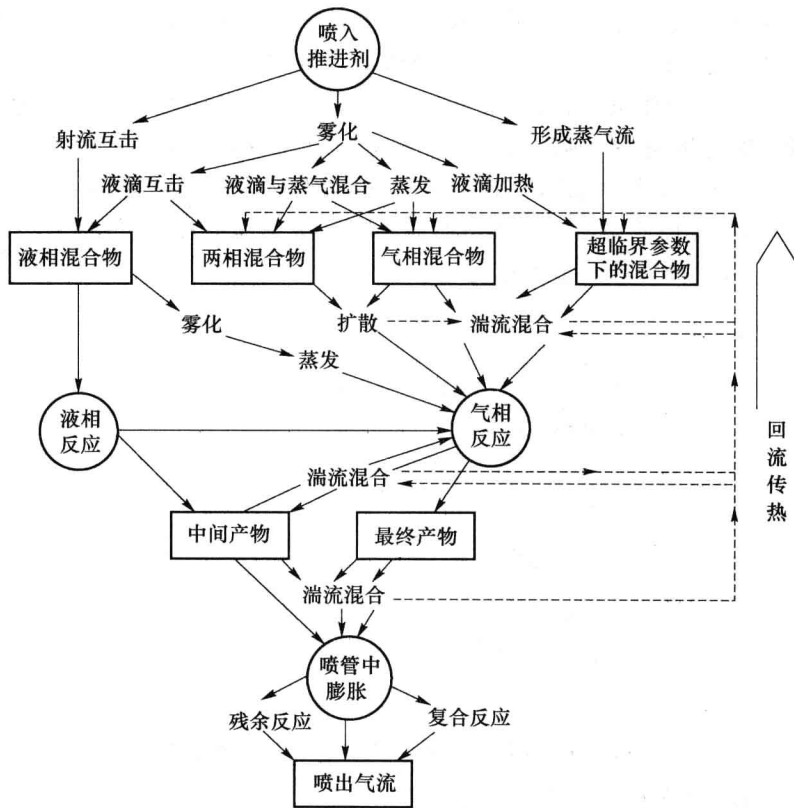 喷入
推进剂
射流互击
雾化
形成蒸气流
液滴互击
液滴与蒸气混合
蒸发
液滴加热
液相混合物
两相混合物
气相混合物
超临界参数
下的混合物
雾化
扩散
湍流混合
蒸发
液相
反应
气相
反应
回流传热
湍流混合
中间产物
最终产物
湍流混合
喷管中
膨胀
残余反应
复合反应
喷出气流